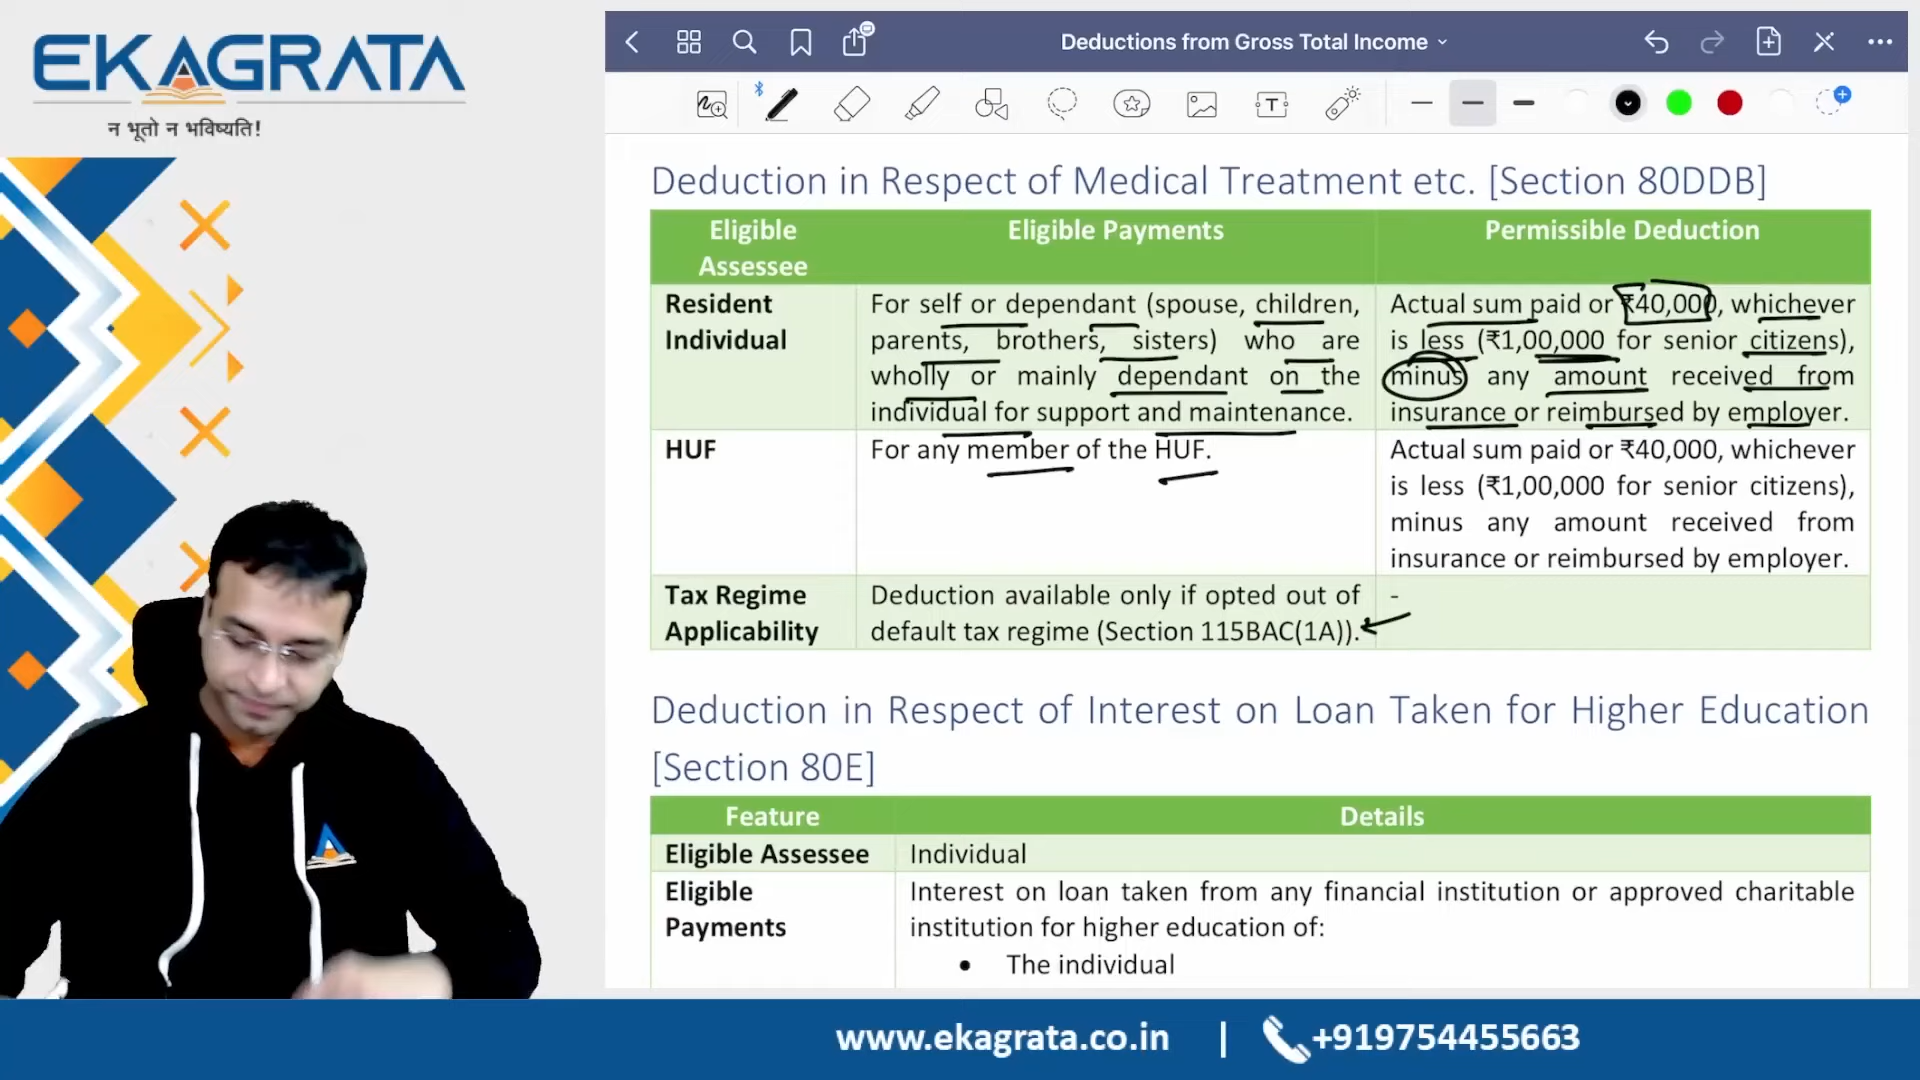 EKAGRATA
न भूतो न भविष्यति!
Deductions from Gross Total Income
T
Deduction in Respect of Medical Treatment etc. [Section 80DDB]
Eligible Assessee
Eligible Payments
Permissible Deduction
Resident
Individual
For self or dependant (spouse, children,
parents, brothers, sisters) who are
wholly or mainly dependant on the
individual for support and maintenance.
Actual sum paid or ₹40,000, whichever
is less (₹1,00,000 for senior citizens),
minus any amount received from
insurance or reimbursed by employer.
HUF
For any member of the HUF.
Actual sum paid or ₹40,000, whichever
is less (₹1,00,000 for senior citizens),
minus any amount received from
insurance or reimbursed by employer.
Tax Regime
Applicability
Deduction available only if opted out of
default tax regime (Section 115BAC(1A)).
-
Deduction in Respect of Interest on Loan Taken for Higher Education
[Section 80E]
Feature
Details
Eligible Assessee
Individual
Eligible
Payments
Interest on loan taken from any financial institution or approved charitable
institution for higher education of:
• The individual
www.ekagrata.co.in | +919754455663